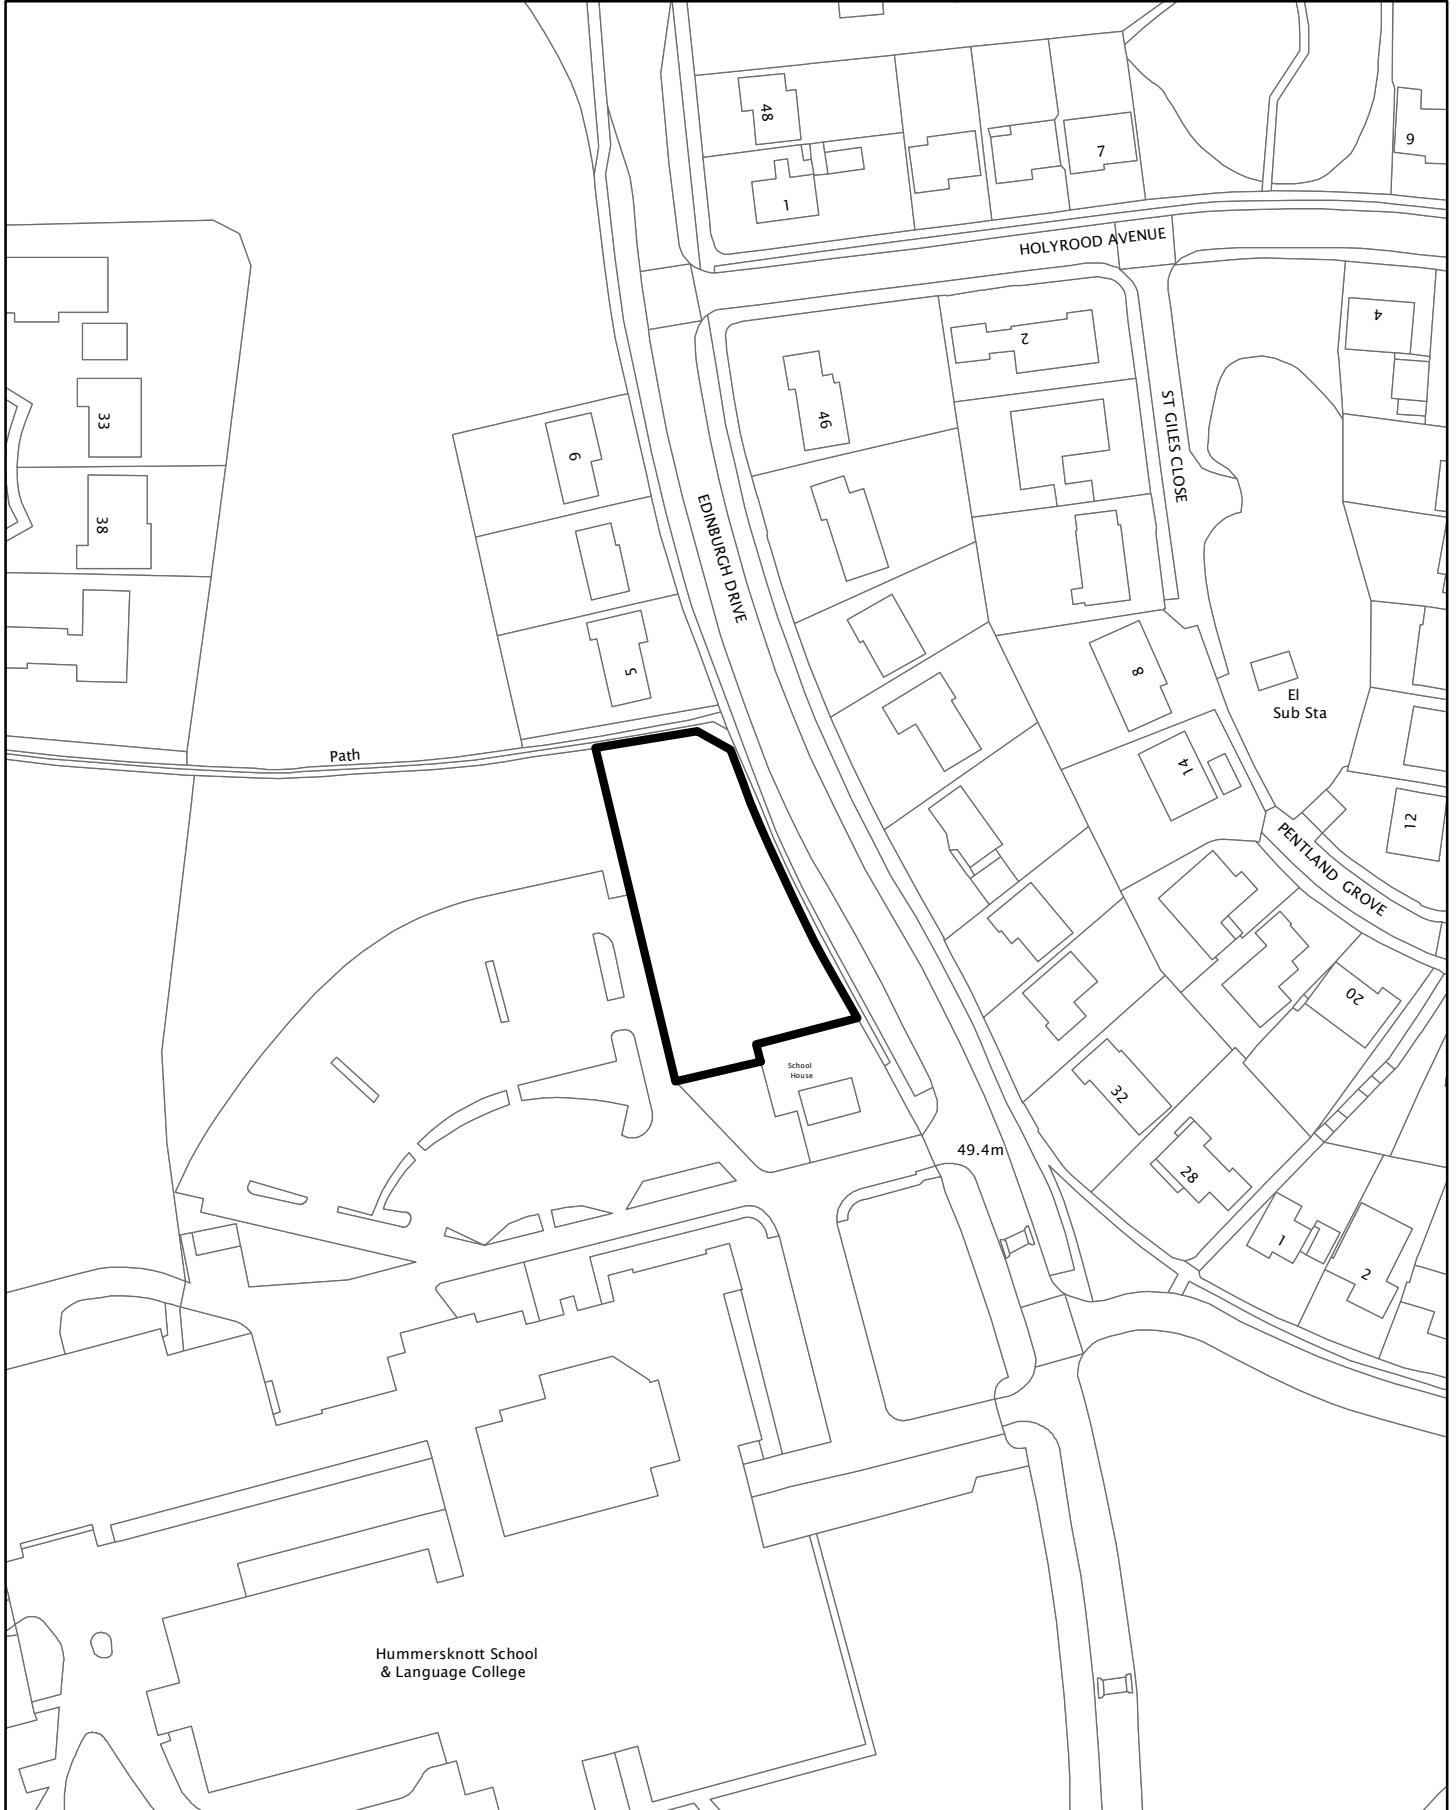 48
9
7
1
HOLYROOD AVENUE
4
2
33
46
ST GILES CLOSE
6
38
EDINBURGH DRIVE
5
8
El
Sub Sta
Path
14
12
PENTLAND GROVE
20
School
House
32
49.4m
28
1
2
Hummersknott School
& Language College